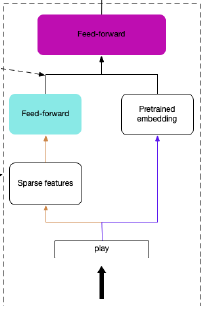 Feed-forward
Feed-forward
Pretrained
embedding
Sparse features
play